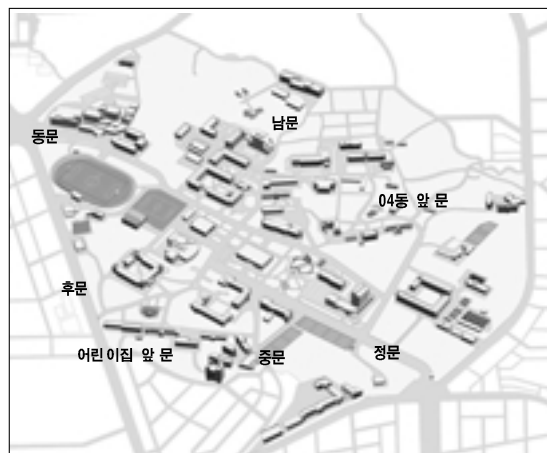 남문
동문
04동 앞 문
후문
어린이집 앞 문
중문
정문